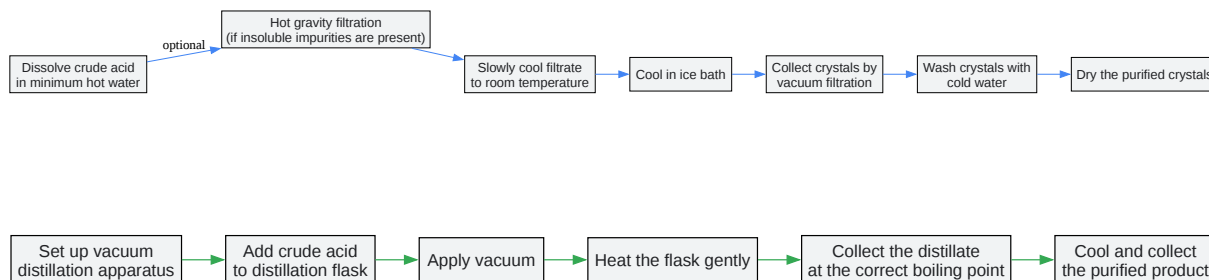 Hot gravity filtration
(if insoluble impurities are present)
optional
Dissolve crude acid
in minimum hot water
Slowly cool filtrate
to room temperature
Cool in ice bath
Collect crystals by
vacuum filtration
Wash crystals with
cold water
Dry the purified crystals
Set up vacuum
distillation apparatus
Add crude acid
to distillation flask
Apply vacuum
Heat the flask gently
Collect the distillate
at the correct boiling point
Cool and collect
the purified product